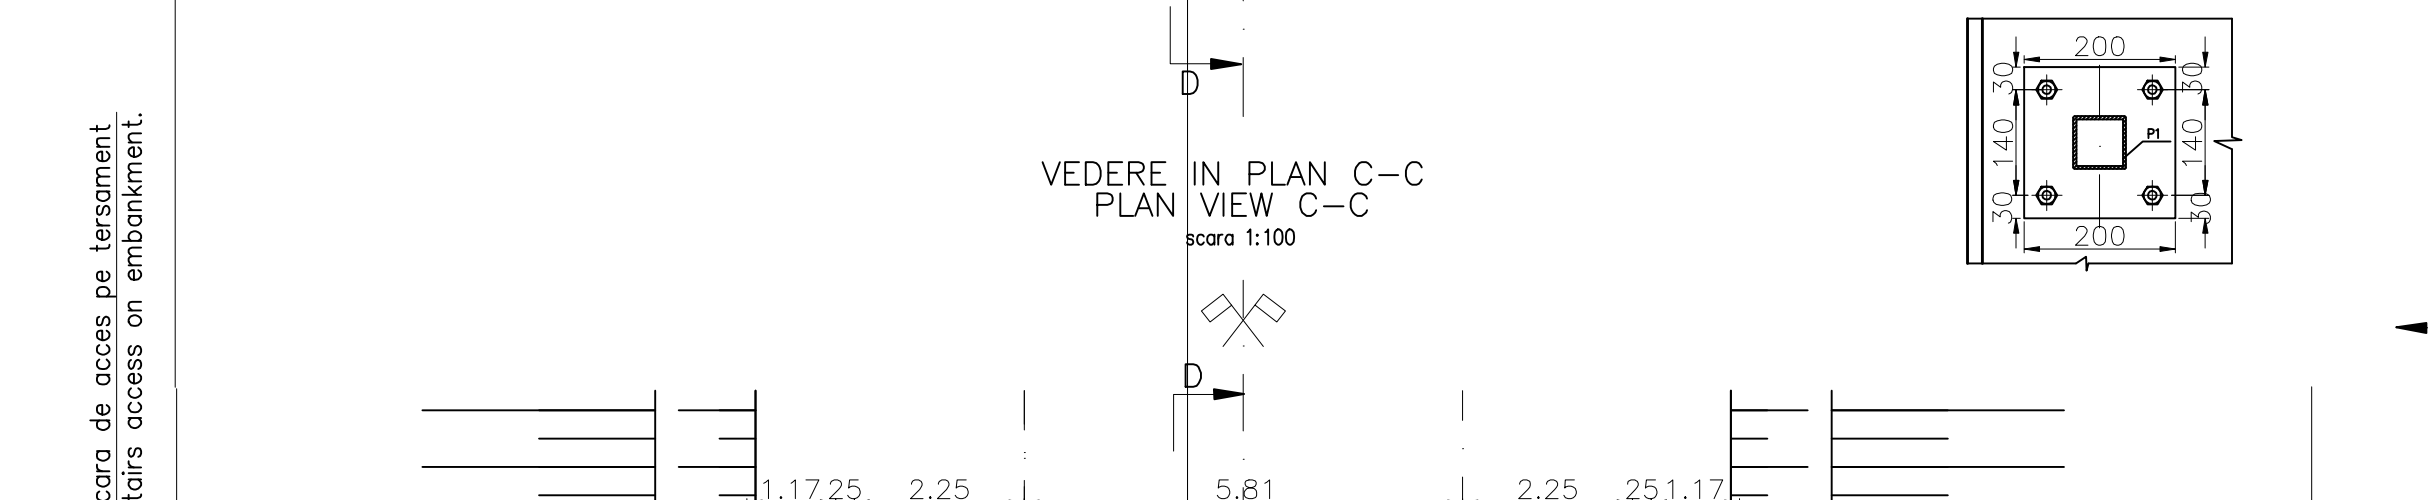 cara de acces pe tersament
tairs access on embankment.
D
VEDERE IN PLAN C-C
PLAN VIEW C-C
scara 1:100
D
200
30
30
140
P1
140
30
30
200
1.17 .25 2.25 5.81 2.25 .25 1.17